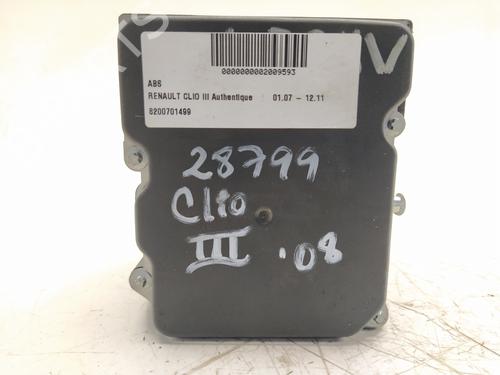 0000000002009593
ABS
RENAULT CLIO III Authentique 01.07 – 12.11
8200701499
28799
Clio
III .08